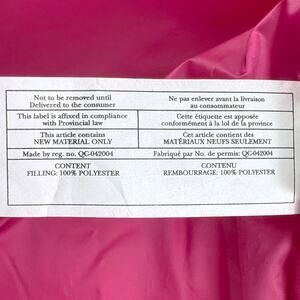 Not to be removed until
Delivered to the consumer
Ne pas enlever avant la livraison
au consommateur
This label is affixed in compliance
with Provincial law
Cette étiquette est apposée
conformément à la loi de la province
This article contains
NEW MATERIAL ONLY
Cet article contient des
MATÉRIAUX NEUFS SEULEMENT
Made by reg. no. QG-042004
Fabriqué par No. de permis: QG-042004
CONTENT
FILLING: 100% POLYESTER
CONTENU
REMBOURRAGE: 100% POLYESTER